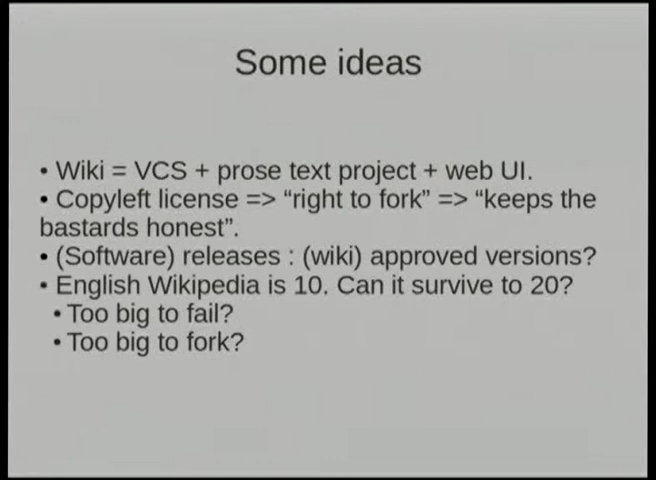 Some ideas
• Wiki = VCS + prose text project + web UI.
• Copyleft license => “right to fork” => “keeps the
bastards honest”.
• (Software) releases : (wiki) approved versions?
• English Wikipedia is 10. Can it survive to 20?
• Too big to fail?
• Too big to fork?